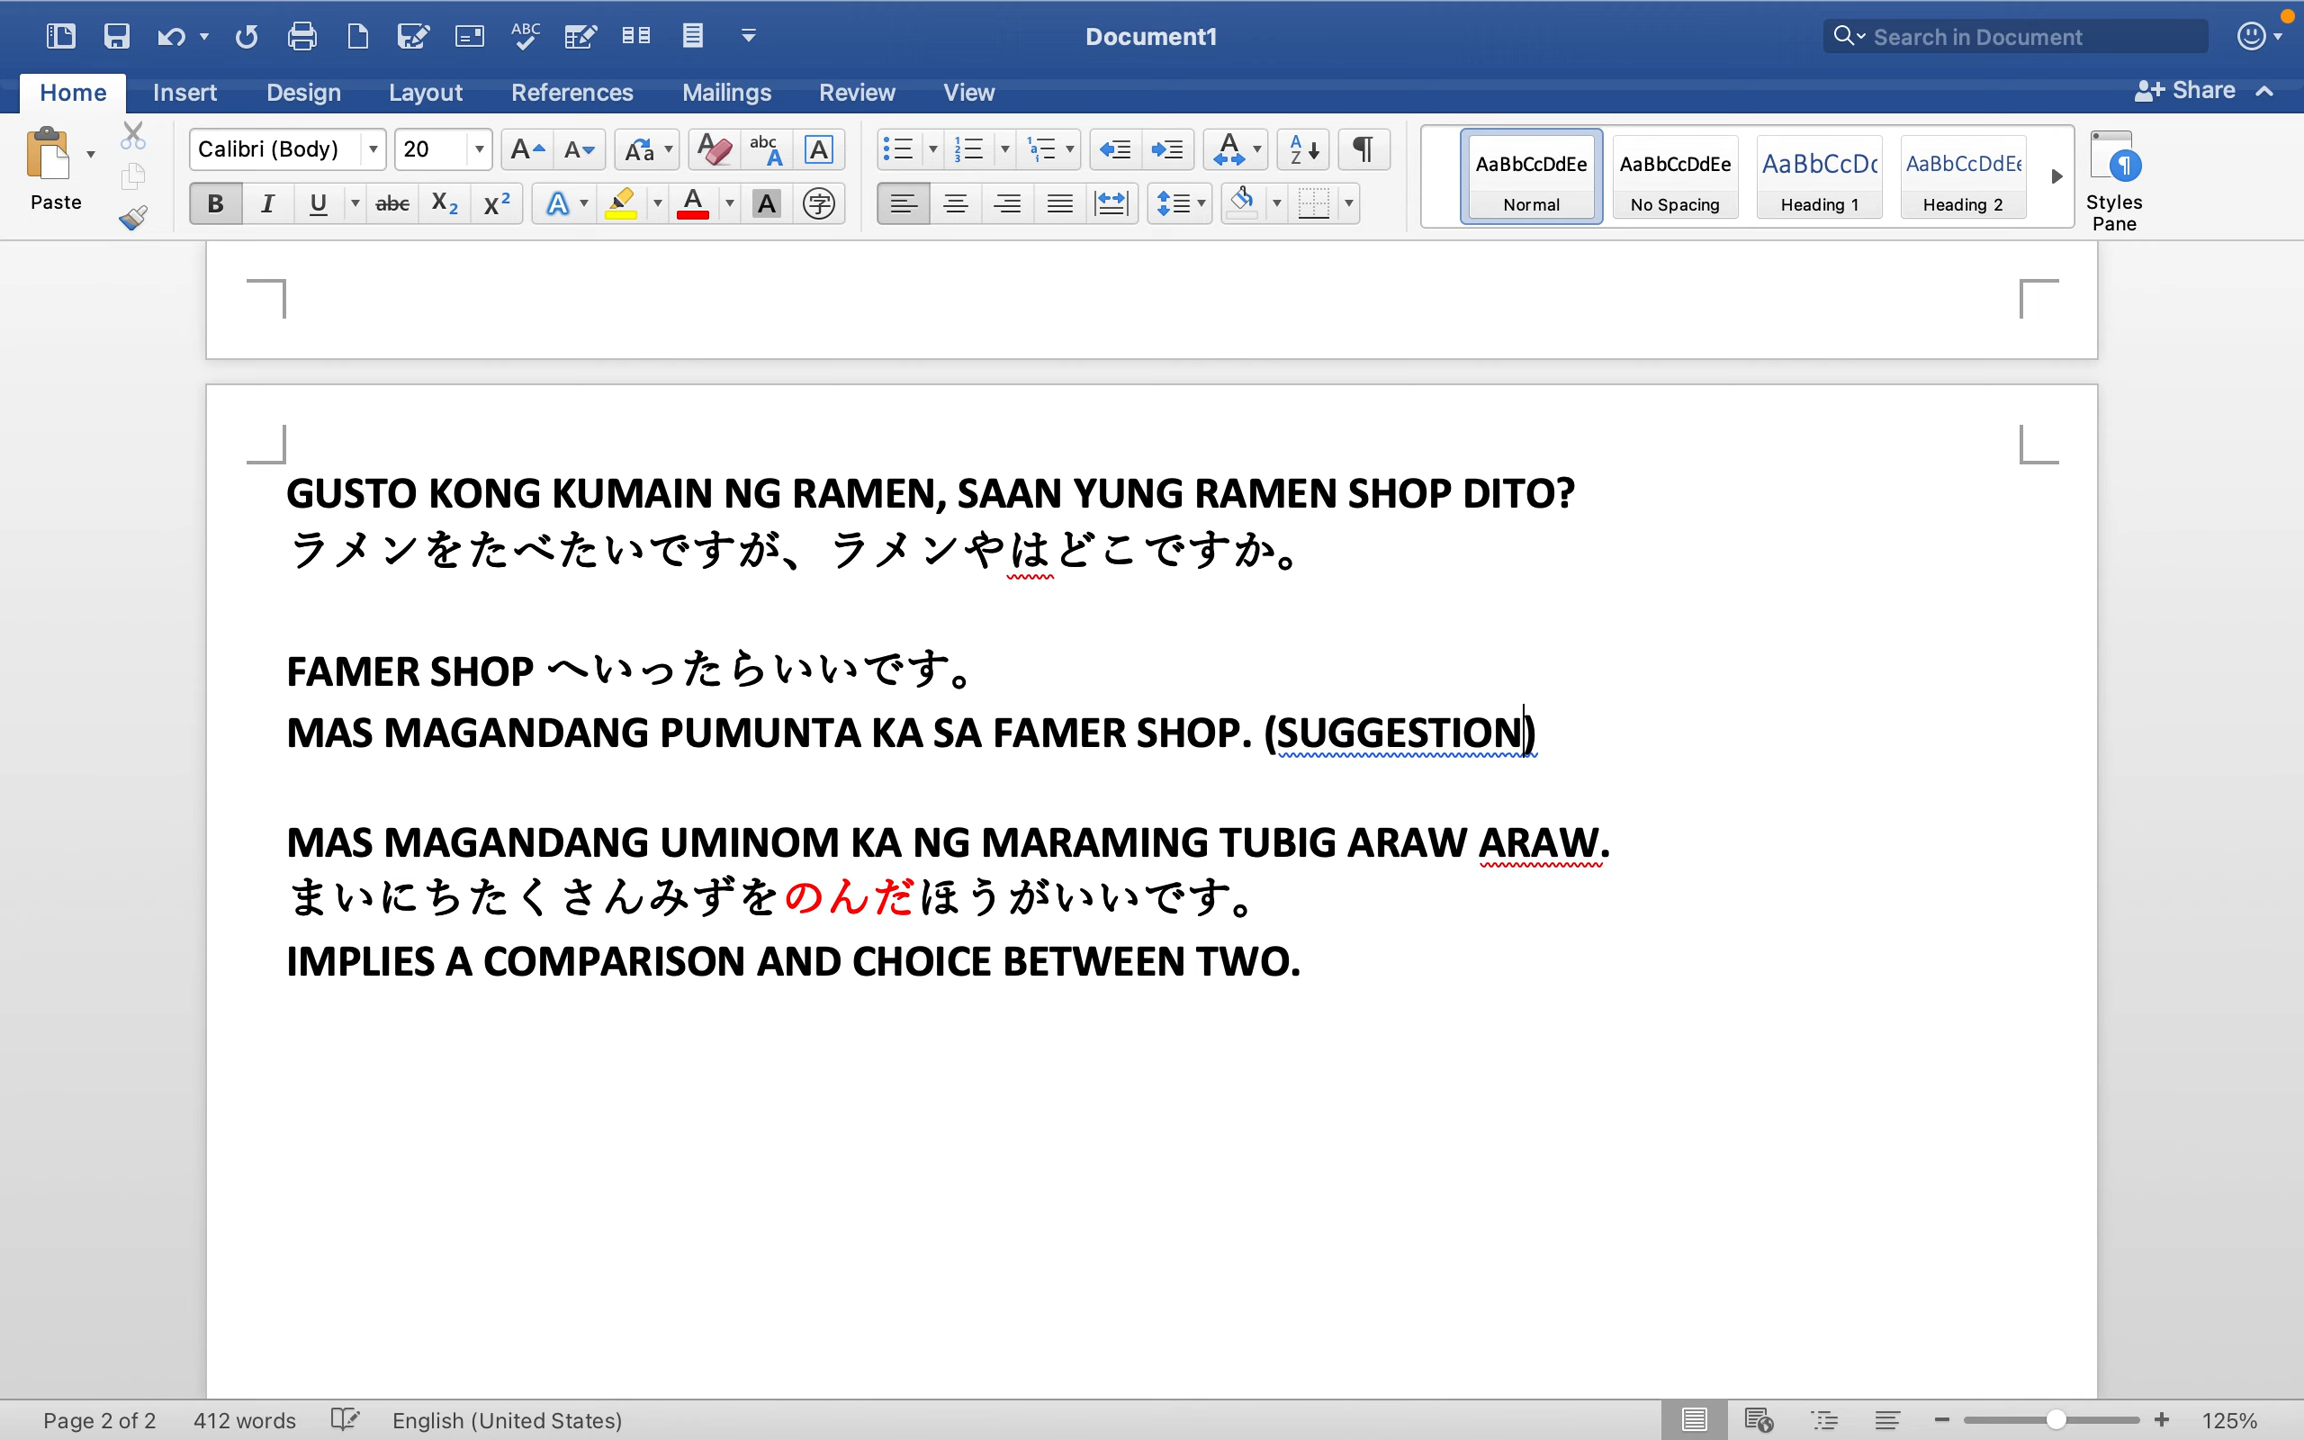 Document1
Search in Document
Home Insert Design Layout References Mailings Review View Share
Paste
Calibri (Body) 20
AaBbCcDdEe AaBbCcDdEe AaBbCcDc AaBbCcDdEe
Normal No Spacing Heading 1 Heading 2
Styles Pane
GUSTO KONG KUMAIN NG RAMEN, SAAN YUNG RAMEN SHOP DITO?
ラメンをたべたいですが、ラメンやはどこですか。
FAMER SHOP へいったらいいです。
MAS MAGANDANG PUMUNTA KA SA FAMER SHOP. (SUGGESTION)
MAS MAGANDANG UMINOM KA NG MARAMING TUBIG ARAW ARAW.
まいにちたくさんみずをのんだほうがいいです。
IMPLIES A COMPARISON AND CHOICE BETWEEN TWO.
Page 2 of 2 412 words English (United States) 125%